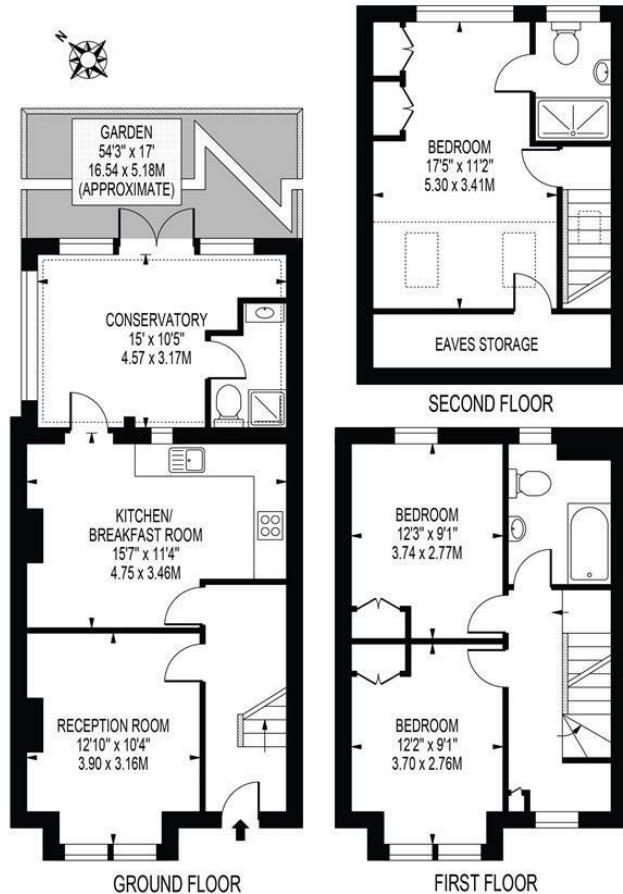 N
GARDEN
54'3" x 17'
16.54 x 5.18M
(APPROXIMATE)
CONSERVATORY
15' x 10'5"
4.57 x 3.17M
KITCHEN/
BREAKFAST ROOM
15'7" x 11'4"
4.75 x 3.46M
RECEPTION ROOM
12'10" x 10'4"
3.90 x 3.16M
GROUND FLOOR
BEDROOM
17'5" x 11'2"
5.30 x 3.41M
EAVES STORAGE
SECOND FLOOR
BEDROOM
12'3" x 9'1"
3.74 x 2.77M
BEDROOM
12'2" x 9'1"
3.70 x 2.76M
FIRST FLOOR